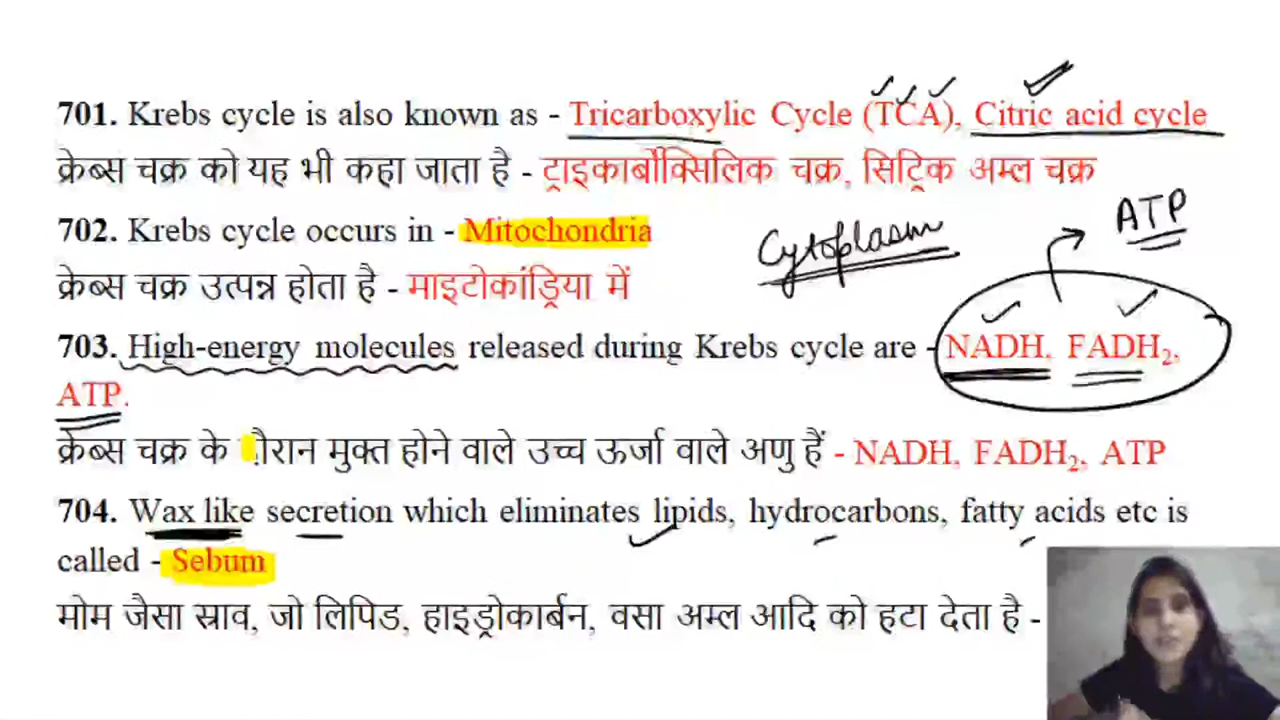 701. Krebs cycle is also known as - Tricarboxylic Cycle (TCA), Citric acid cycle
क्रेब्स चक्र को यह भी कहा जाता है - ट्राइकार्बोक्सिलिक चक्र, सिट्रिक अम्ल चक्र
ATP
702. Krebs cycle occurs in - Mitochondria
Cytoplasm
क्रेब्स चक्र उत्पन्न होता है - माइटोकांड्रिया में
703. High-energy molecules released during Krebs cycle are - NADH, FADH₂,
ATP.
क्रेब्स चक्र के दौरान मुक्त होने वाले उच्च ऊर्जा वाले अणु हैं - NADH, FADH₂, ATP
704. Wax like secretion which eliminates lipids, hydrocarbons, fatty acids etc is
called - Sebum
मोम जैसा स्राव, जो लिपिड, हाइड्रोकार्बन, वसा अम्ल आदि को हटा देता है -